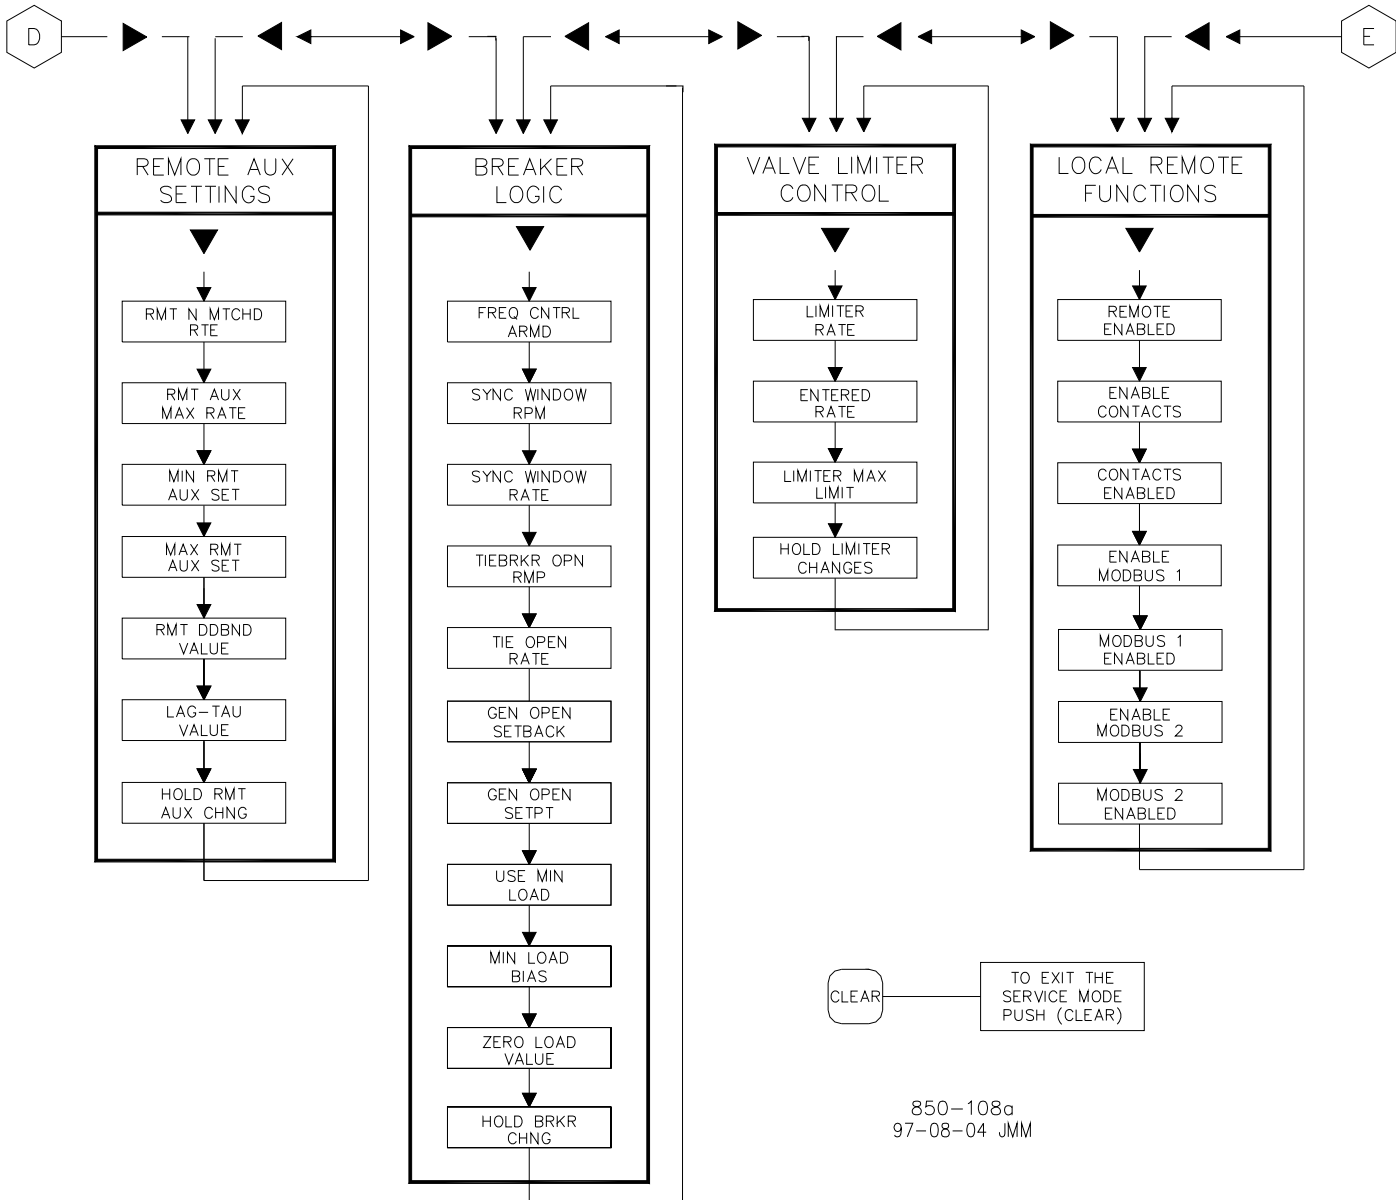 D
E
REMOTE AUX
SETTINGS
RMT N MTCHD
RTE
RMT AUX
MAX RATE
MIN RMT
AUX SET
MAX RMT
AUX SET
RMT DDBND
VALUE
LAG-TAU
VALUE
HOLD RMT
AUX CHNG
BREAKER
LOGIC
FREQ CNTRL
ARMD
SYNC WINDOW
RPM
SYNC WINDOW
RATE
TIEBRKR OPN
RMP
TIE OPEN
RATE
GEN OPEN
SETBACK
GEN OPEN
SETPT
USE MIN
LOAD
MIN LOAD
BIAS
ZERO LOAD
VALUE
HOLD BRKR
CHNG
VALVE LIMITER
CONTROL
LIMITER
RATE
ENTERED
RATE
LIMITER MAX
LIMIT
HOLD LIMITER
CHANGES
LOCAL REMOTE
FUNCTIONS
REMOTE
ENABLED
ENABLE
CONTACTS
CONTACTS
ENABLED
ENABLE
MODBUS 1
MODBUS 1
ENABLED
ENABLE
MODBUS 2
MODBUS 2
ENABLED
CLEAR
TO EXIT THE
SERVICE MODE
PUSH (CLEAR)
850-108a
97-08-04 JMM